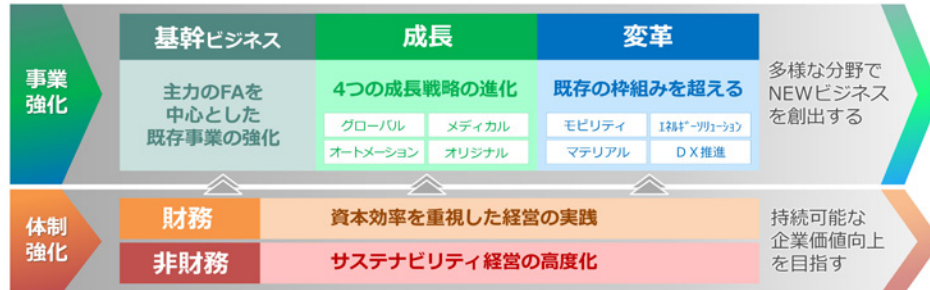 事業
強化
基幹ビジネス
主力のFAを
中心とした
既存事業の強化
成長
4つの成長戦略の進化
グローバル
メディカル
オートメーション
オリジナル
変革
既存の枠組みを超える
モビリティ
ｴﾈﾙｷﾞｰｿﾘｭｰｼｮﾝ
マテリアル
DX推進
多様な分野で
NEWビジネス
を創出する
体制
強化
財務
資本効率を重視した経営の実践
非財務
サステナビリティ経営の高度化
持続可能な
企業価値向上
を目指す